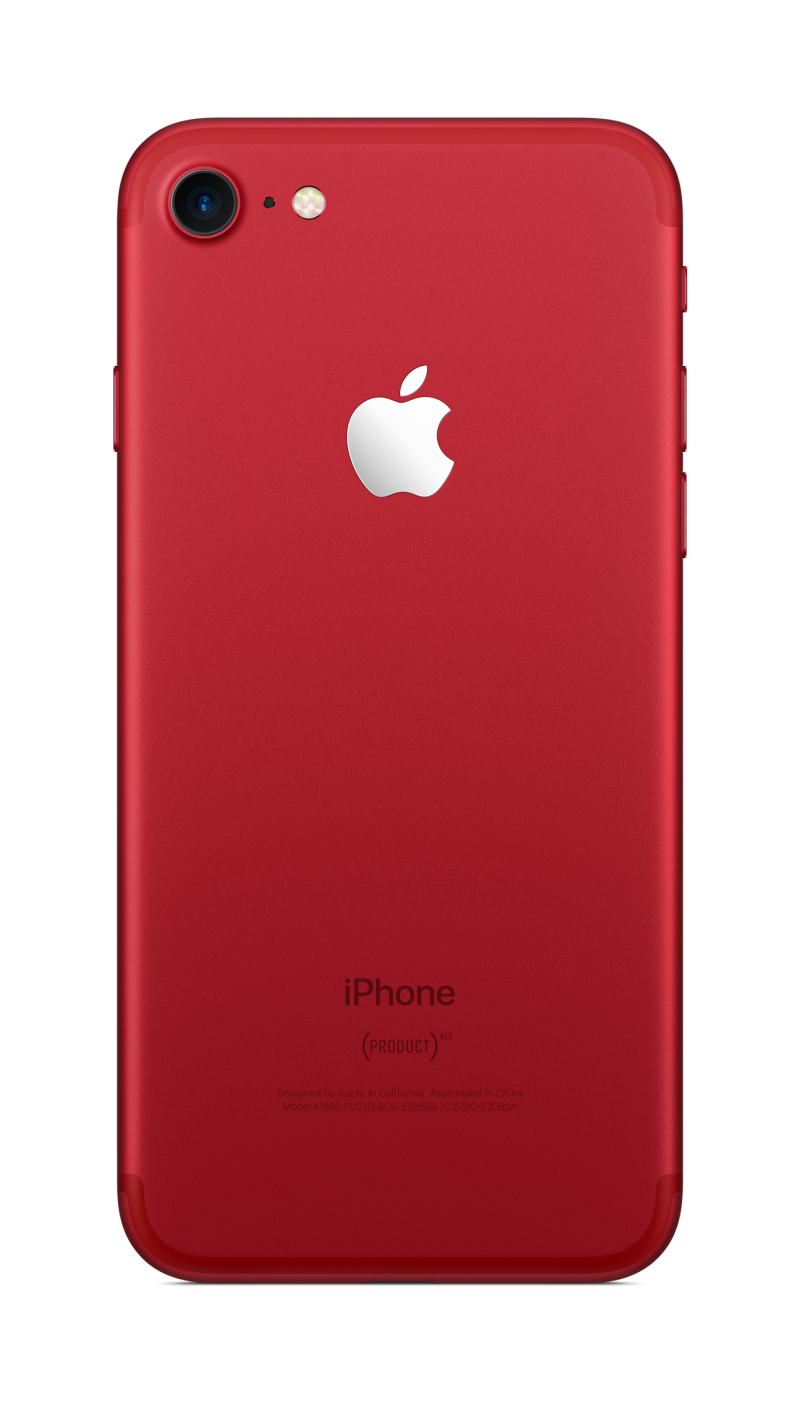 iPhone
(PRODUCT)RED
Designed by Apple in California Assembled in China
Model A1660 FCC ID: BCG-E3085A IC: 579C-E3085A